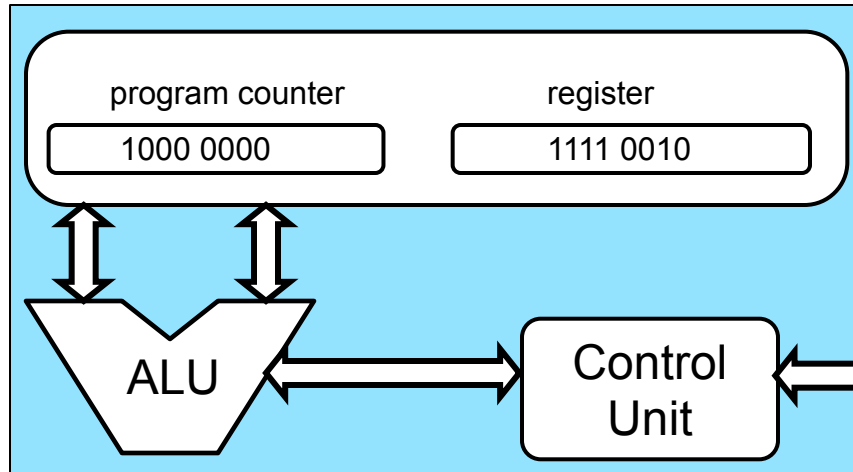 program counter
register
1000 0000
1111 0010
ALU
Control
Unit